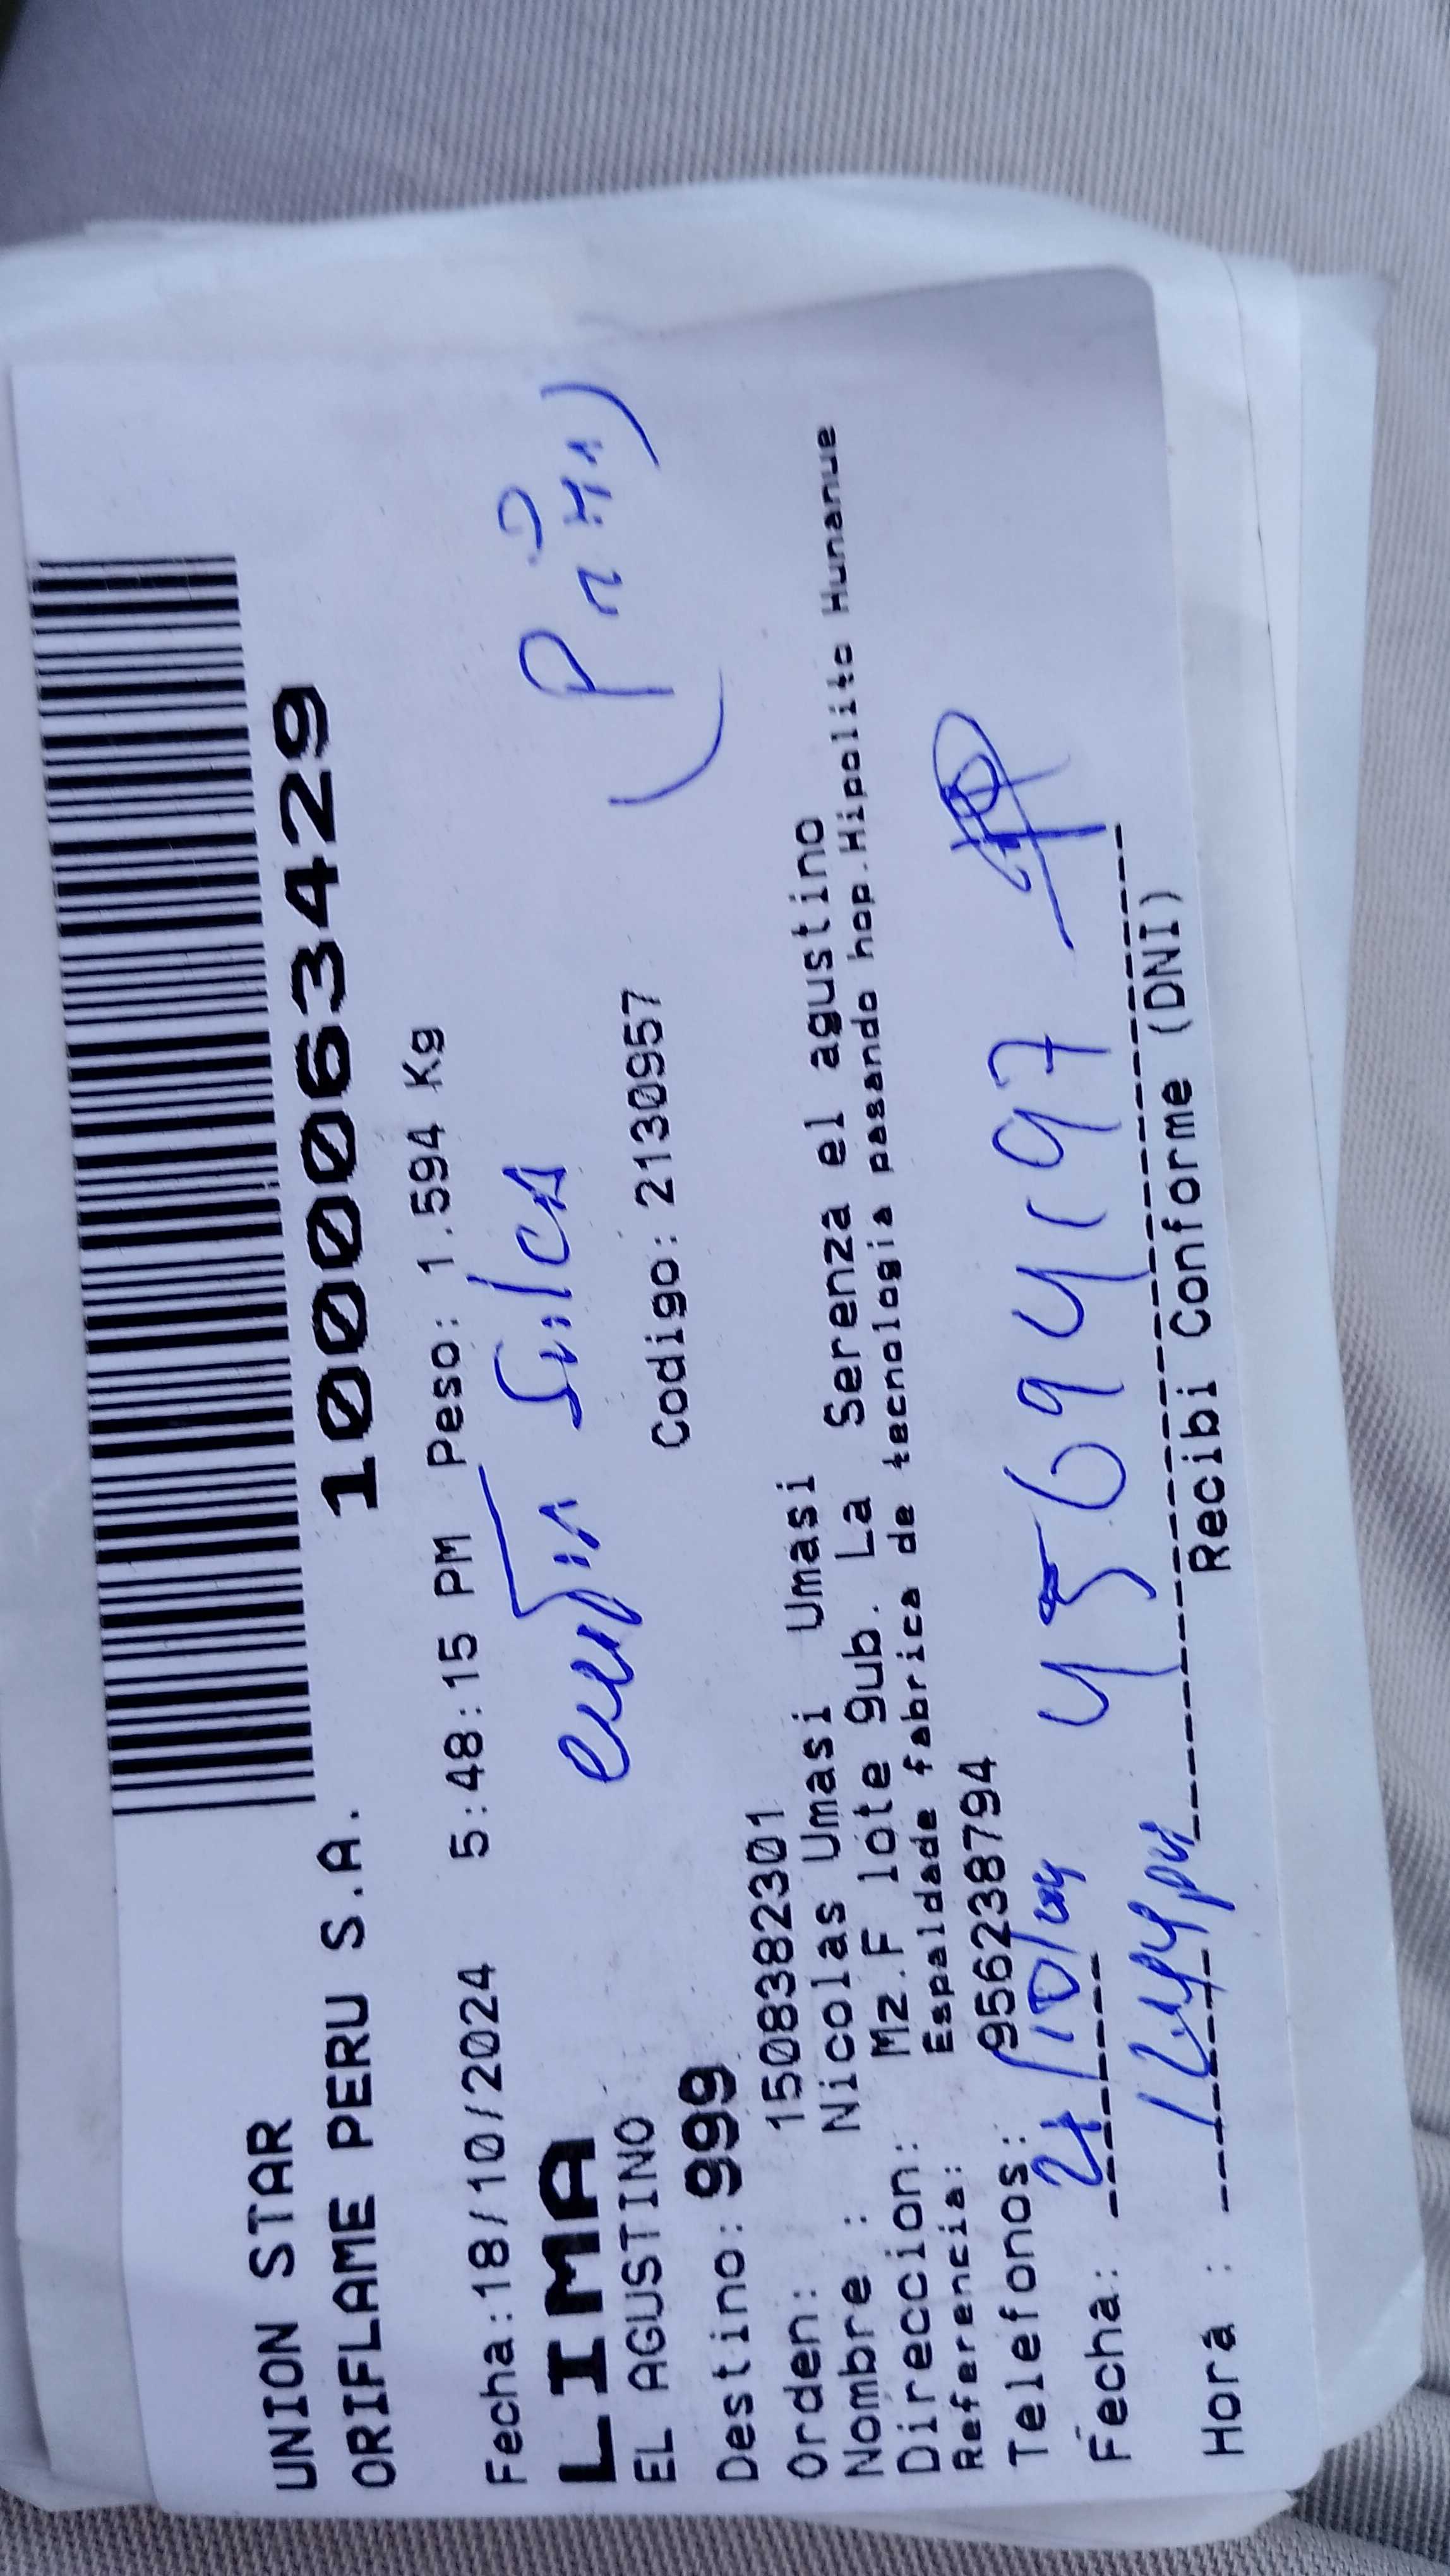 UNION STAR
ORIFLAME PERU S.A.
1000063429
Fecha:18/10/2024 5:48:15 PM Peso: 1.594 Kg
LIMA
EL AGUSTINO
Destino: 999 Codigo: 2130957
Orden: 1508382301
Nombre : Nicolas Umasi Umasi Umasi
Direccion: Mz.F lote 9ub. La Serenza el agustino
Referencia: Espaldade fabrica de tecnologia pasando hop.Hipolito Hunanue
Telefonos: 956238794
Fecha: 21/10/24 45694197
Hora :
Recibi Conforme (DNI)